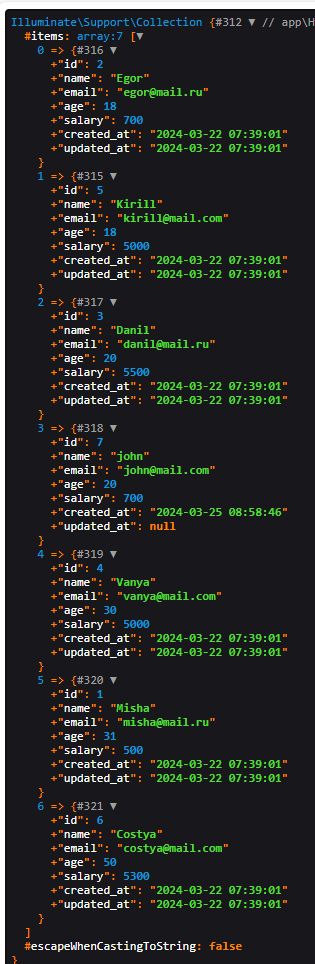 Illuminate\Support\Collection {#312 ▼ // app\H
  #items: array:7 [▼
    0 => {#316 ▼
      +"id": 2
      +"name": "Egor"
      +"email": "egor@mail.ru"
      +"age": 18
      +"salary": 700
      +"created_at": "2024-03-22 07:39:01"
      +"updated_at": "2024-03-22 07:39:01"
    }
    1 => {#315 ▼
      +"id": 5
      +"name": "Kirill"
      +"email": "kirill@mail.com"
      +"age": 18
      +"salary": 5000
      +"created_at": "2024-03-22 07:39:01"
      +"updated_at": "2024-03-22 07:39:01"
    }
    2 => {#317 ▼
      +"id": 3
      +"name": "Danil"
      +"email": "danil@mail.ru"
      +"age": 20
      +"salary": 5500
      +"created_at": "2024-03-22 07:39:01"
      +"updated_at": "2024-03-22 07:39:01"
    }
    3 => {#318 ▼
      +"id": 7
      +"name": "john"
      +"email": "john@mail.com"
      +"age": 20
      +"salary": 700
      +"created_at": "2024-03-25 08:58:46"
      +"updated_at": null
    }
    4 => {#319 ▼
      +"id": 4
      +"name": "Vanya"
      +"email": "vanya@mail.com"
      +"age": 30
      +"salary": 5000
      +"created_at": "2024-03-22 07:39:01"
      +"updated_at": "2024-03-22 07:39:01"
    }
    5 => {#320 ▼
      +"id": 1
      +"name": "Misha"
      +"email": "misha@mail.ru"
      +"age": 31
      +"salary": 500
      +"created_at": "2024-03-22 07:39:01"
      +"updated_at": "2024-03-22 07:39:01"
    }
    6 => {#321 ▼
      +"id": 6
      +"name": "Costya"
      +"email": "costya@mail.com"
      +"age": 50
      +"salary": 5300
      +"created_at": "2024-03-22 07:39:01"
      +"updated_at": "2024-03-22 07:39:01"
    }
  ]
  #escapeWhenCastingToString: false
}